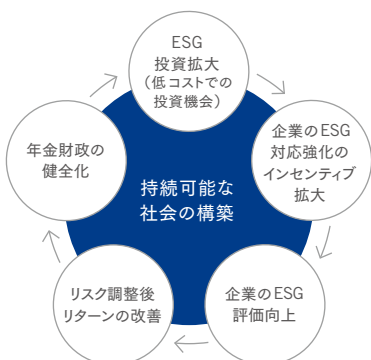 ESG
投資拡大
（低コストでの
投資機会）
企業のESG
対応強化の
インセンティブ
拡大
企業のESG
評価向上
リスク調整後
リターンの改善
年金財政の
健全化
持続可能な
社会の構築